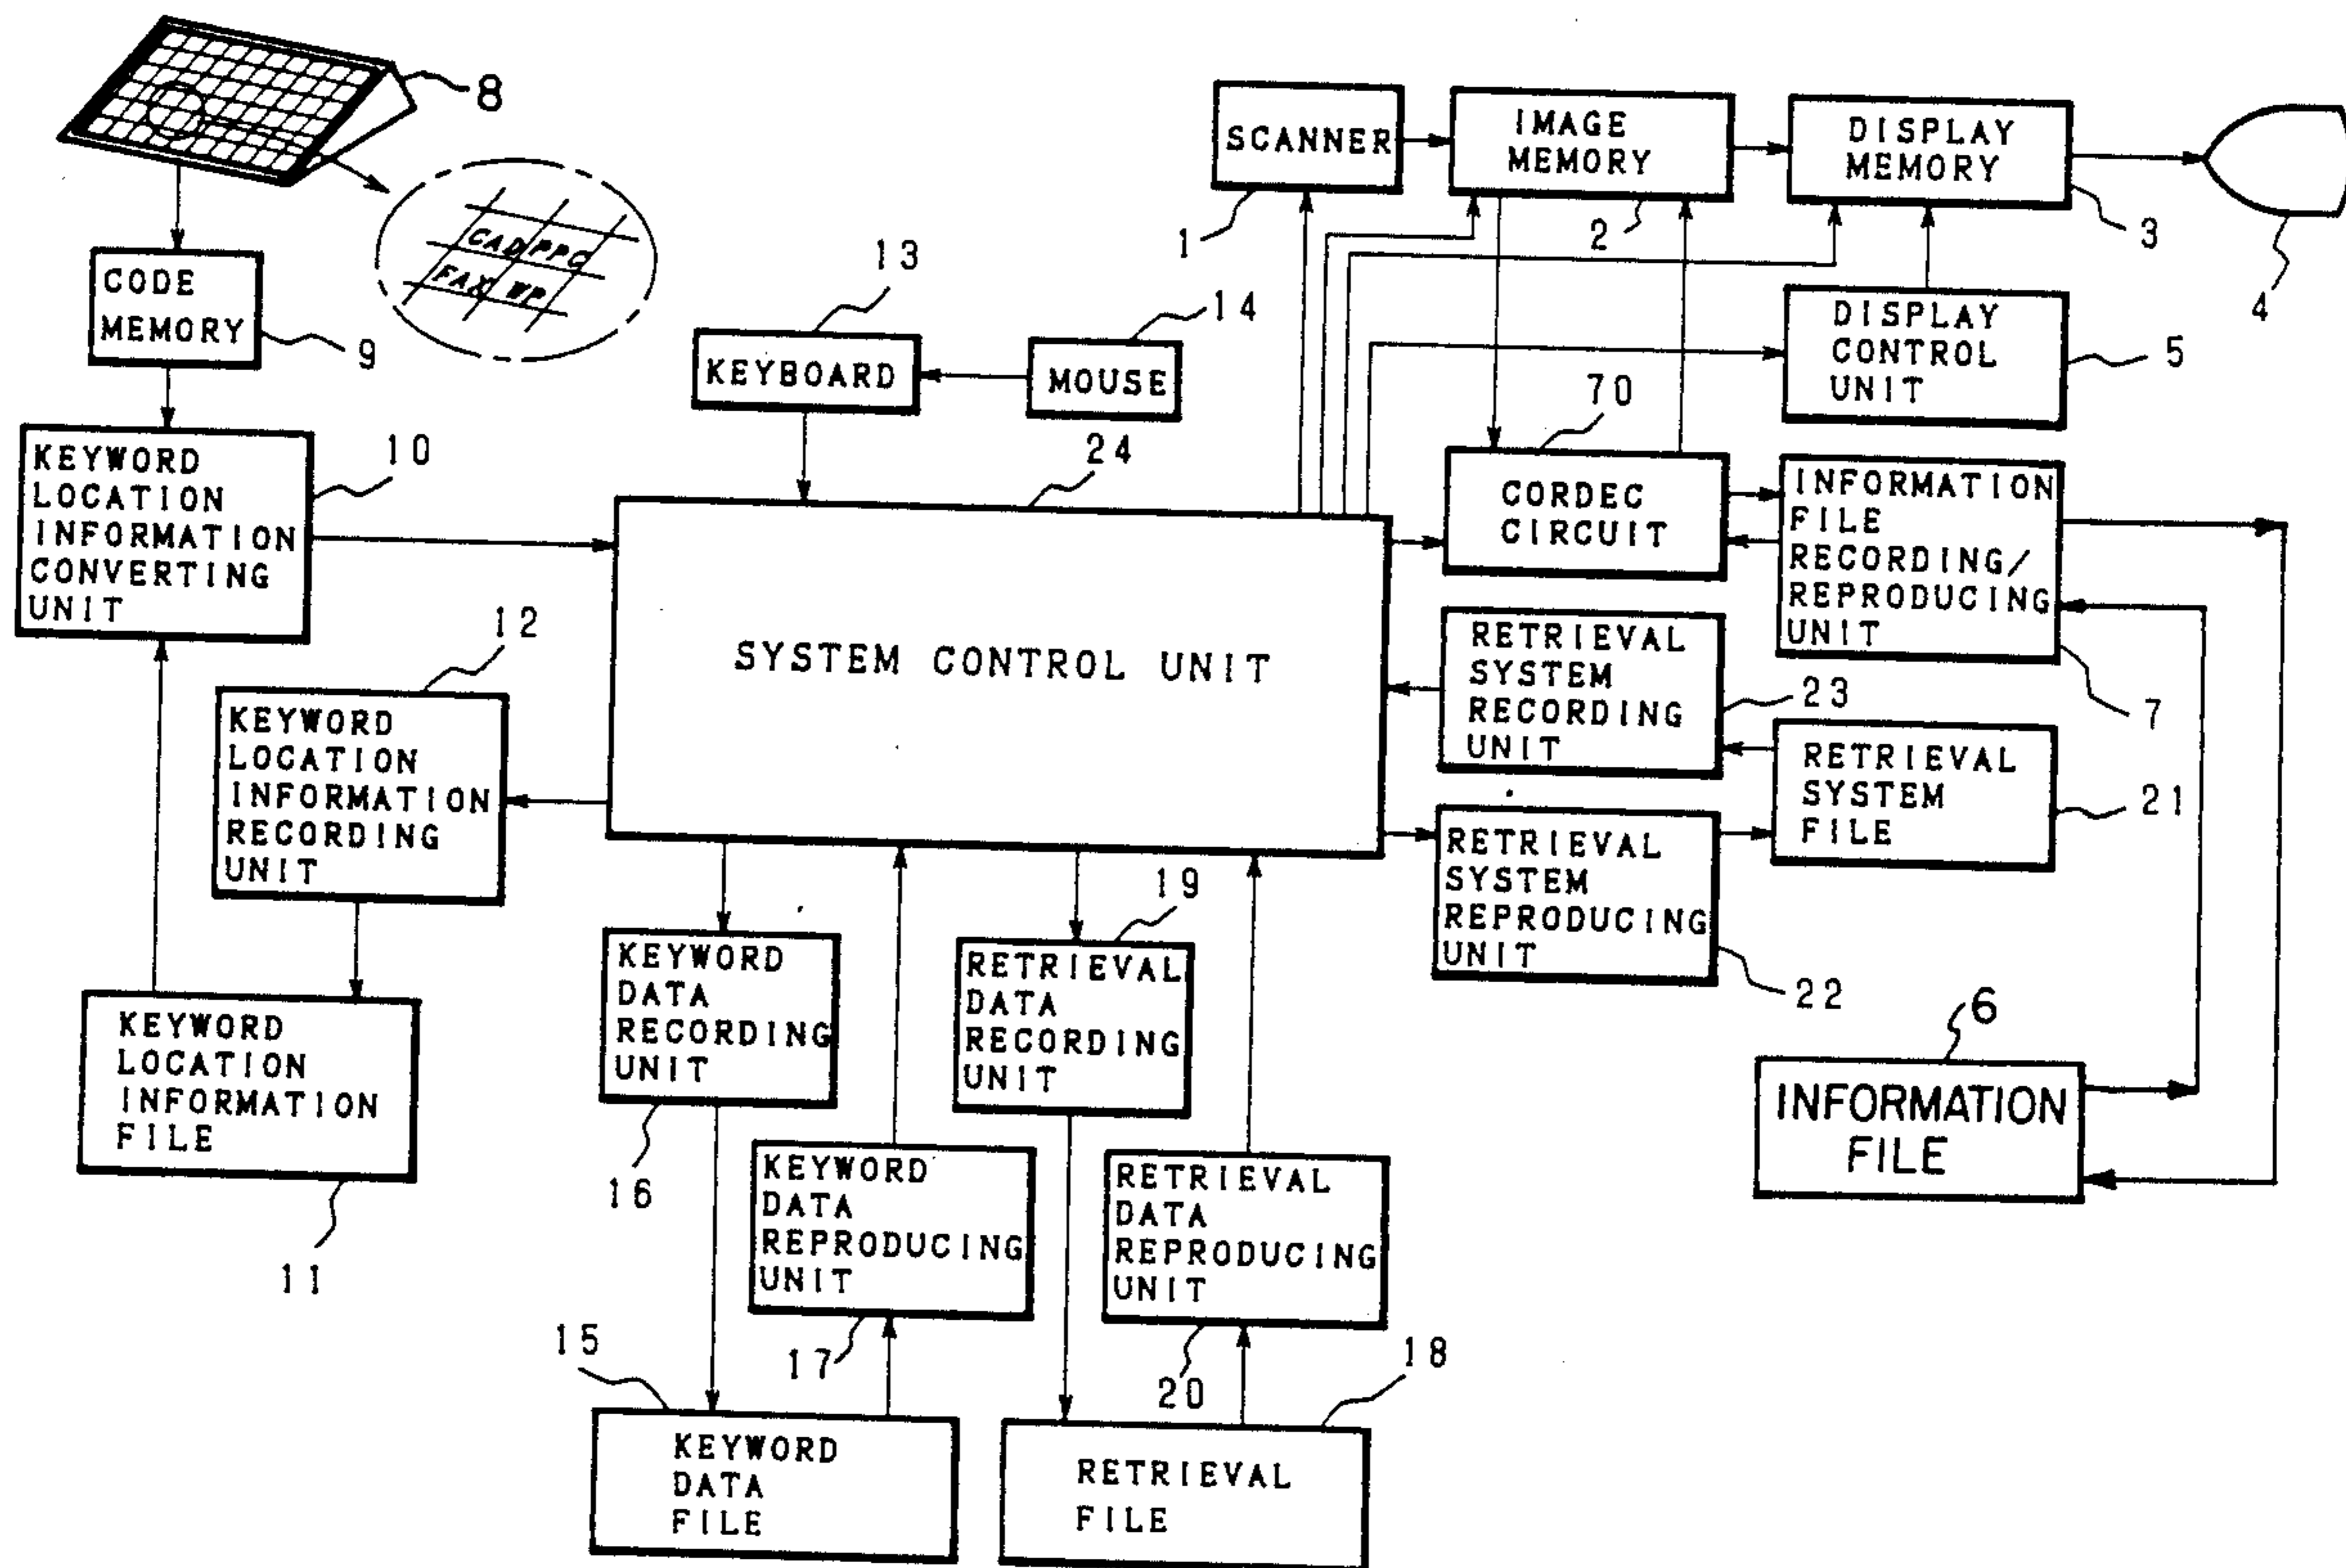 8
SCANNER
1
IMAGE
MEMORY
2
DISPLAY
MEMORY
3
4
CODE
MEMORY
9
CAD PPC
FAX WP
13
KEYBOARD
14
MOUSE
DISPLAY
CONTROL
UNIT
5
10
KEYWORD
LOCATION
INFORMATION
CONVERTING
UNIT
24
SYSTEM CONTROL UNIT
70
CORDEC
CIRCUIT
INFORMATION
FILE
RECORDING/
REPRODUCING
UNIT
7
12
KEYWORD
LOCATION
INFORMATION
RECORDING
UNIT
RETRIEVAL
SYSTEM
RECORDING
UNIT
23
RETRIEVAL
SYSTEM
FILE
21
RETRIEVAL
SYSTEM
REPRODUCING
UNIT
22
KEYWORD
LOCATION
INFORMATION
FILE
11
KEYWORD
DATA
RECORDING
UNIT
16
19
RETRIEVAL
DATA
RECORDING
UNIT
6
INFORMATION
FILE
KEYWORD
DATA
REPRODUCING
UNIT
17
RETRIEVAL
DATA
REPRODUCING
UNIT
20
15
KEYWORD
DATA
FILE
18
RETRIEVAL
FILE